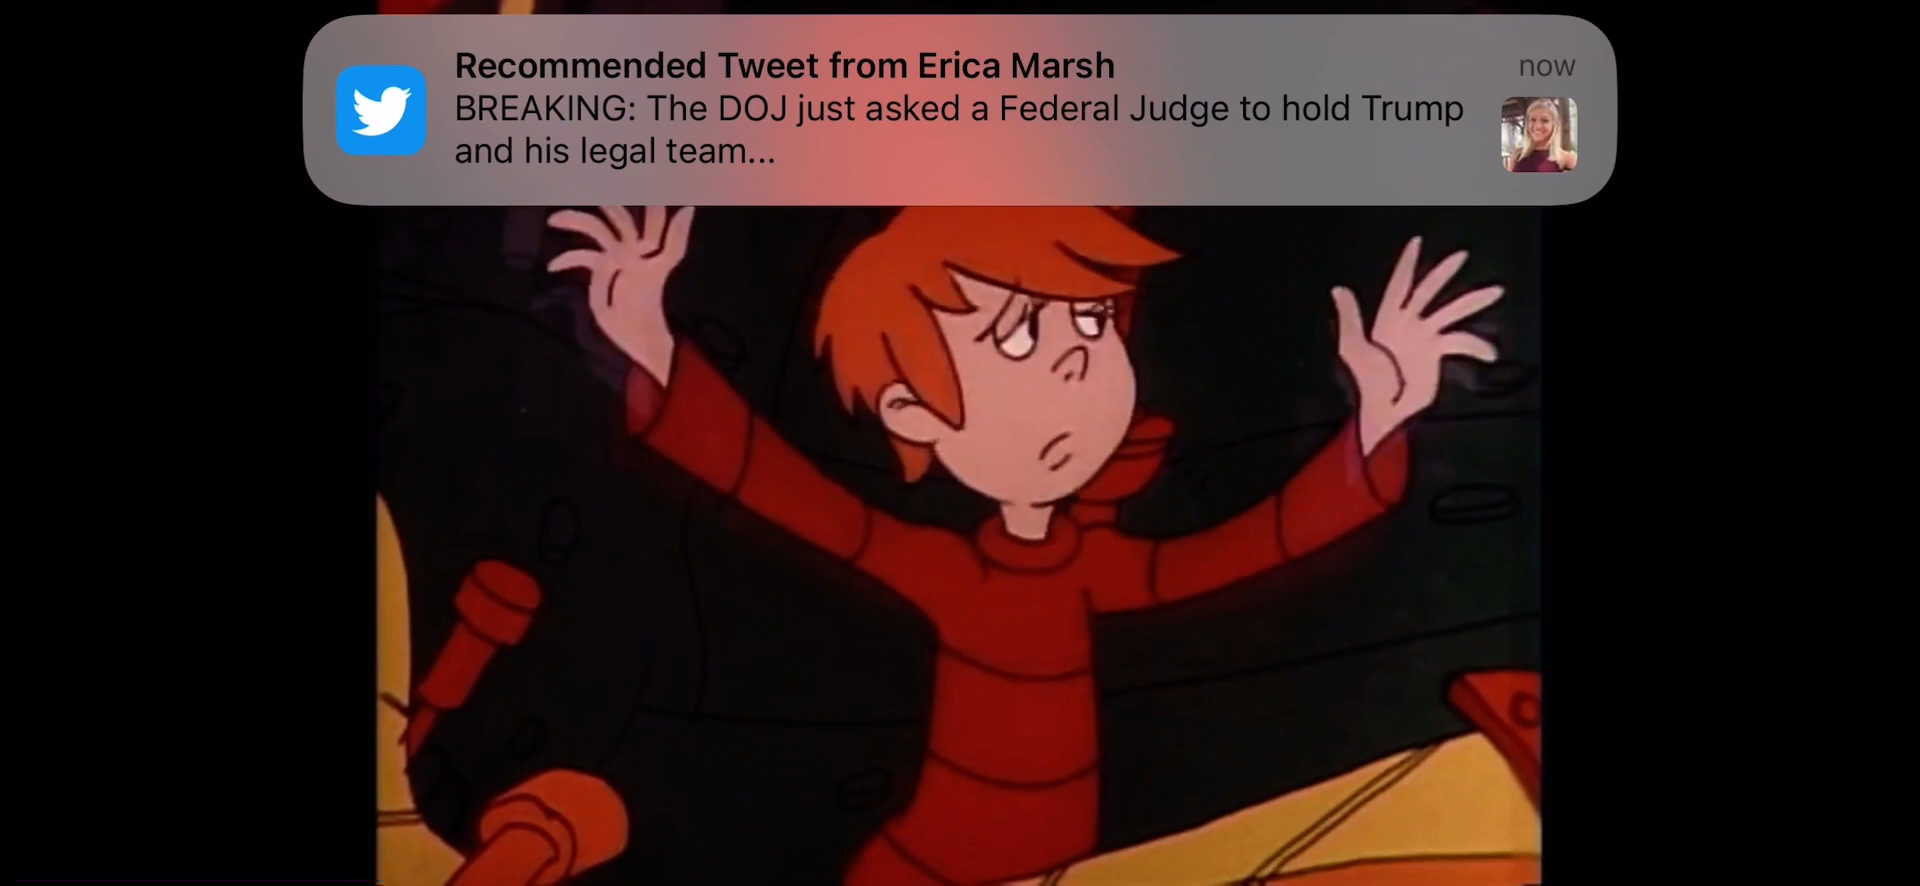 Recommended Tweet from Erica Marsh
now
BREAKING: The DOJ just asked a Federal Judge to hold Trump
and his legal team...